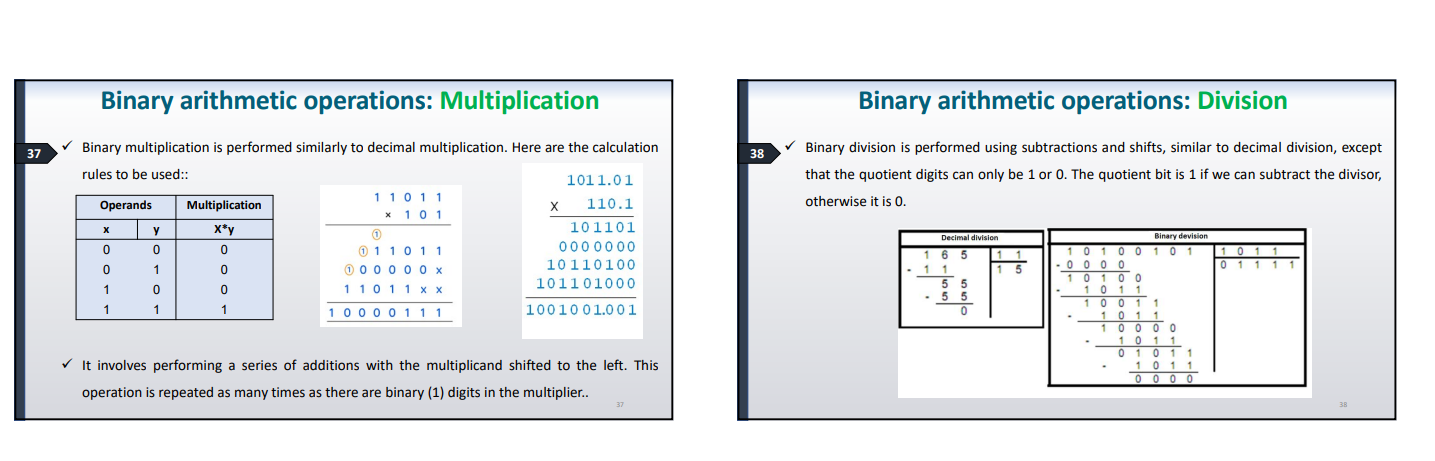 Binary arithmetic operations: Multiplication
37
✓ Binary multiplication is performed similarly to decimal multiplication. Here are the calculation
rules to be used::
Operands Multiplication
x y X*y
0 0 0
0 1 0
1 0 0
1 1 1
1 1 0 1 1
× 1 0 1
1
1 1 1 0 1 1
1 0 0 0 0 0 x
1 1 0 1 1 x x
1 0 0 0 0 1 1 1
1011.01
X 110.1
101101
0000000
10110100
101101000
1001001.001
✓ It involves performing a series of additions with the multiplicand shifted to the left. This
operation is repeated as many times as there are binary (1) digits in the multiplier..
37
Binary arithmetic operations: Division
38
✓ Binary division is performed using subtractions and shifts, similar to decimal division, except
that the quotient digits can only be 1 or 0. The quotient bit is 1 if we can subtract the divisor,
otherwise it is 0.
Decimal division
1 6 5 1 1
- 1 1 1 5
5 5
- 5 5
0
Binary devision
1 0 1 0 0 1 0 1 1 0 1 1
- 0 0 0 0 0 1 1 1 1
1 0 1 0 0
- 1 0 1 1
1 0 0 1 1
- 1 0 1 1
1 0 0 0 0
- 1 0 1 1
0 1 0 1 1
- 1 0 1 1
0 0 0 0
38